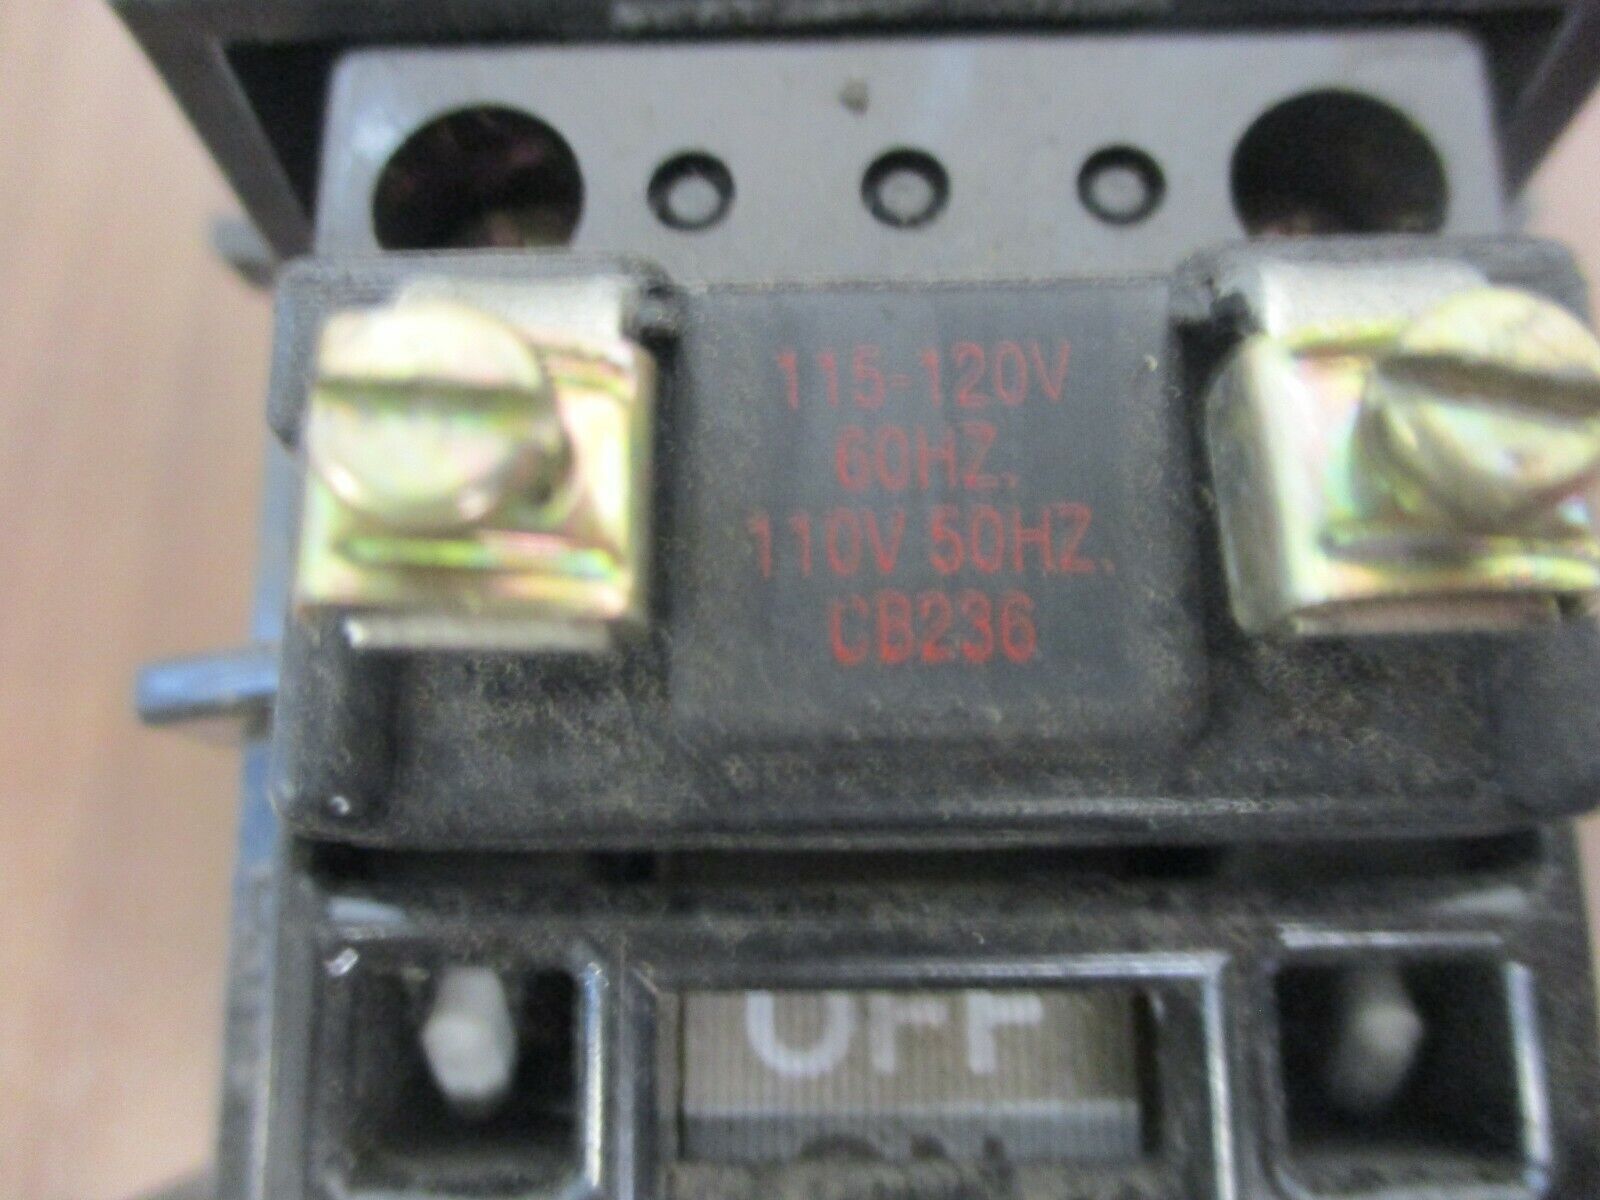 115-120V
60HZ.
110V 50HZ.
CB236
OFF